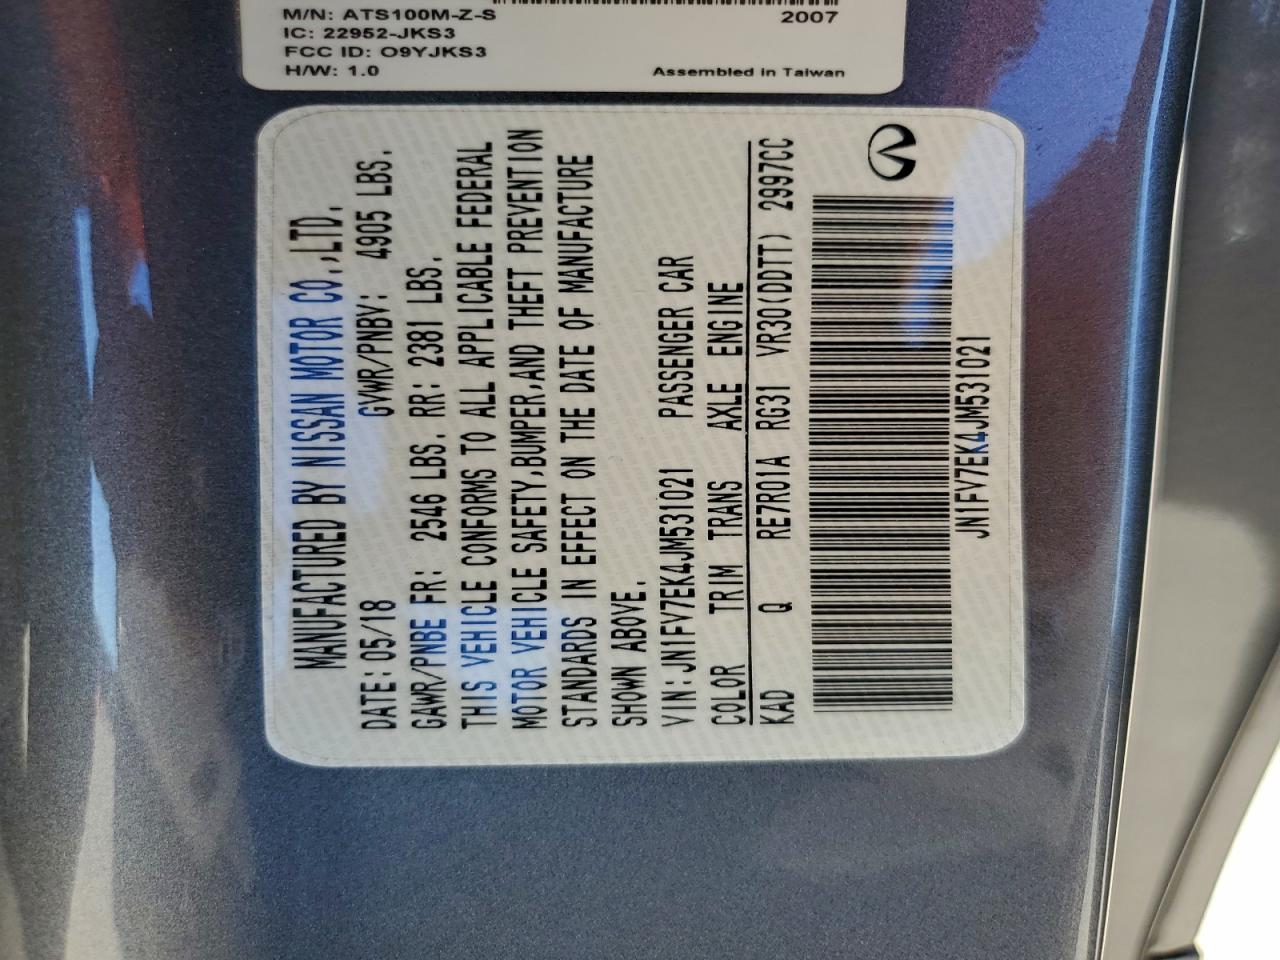 M/N: ATS100M-Z-S
2007
IC: 22952-JKS3
FCC ID: O9YJKS3
H/W: 1.0
Assembled in Taiwan
MANUFACTURED BY NISSAN MOTOR CO.,LTD.
DATE: 05/18 GVWR/PNBV: 4905 LBS.
GAWR/PNBE FR: 2546 LBS. RR: 2381 LBS.
THIS VEHICLE CONFORMS TO ALL APPLICABLE FEDERAL
MOTOR VEHICLE SAFETY,BUMPER,AND THEFT PREVENTION
STANDARDS IN EFFECT ON THE DATE OF MANUFACTURE
SHOWN ABOVE.
VIN:JN1FV7EK4JM531021 PASSENGER CAR
COLOR TRIM TRANS AXLE ENGINE
KAD Q RE7R01A RG31 VR30(DDTT) 2997CC
JN1FV7EK4JM531021